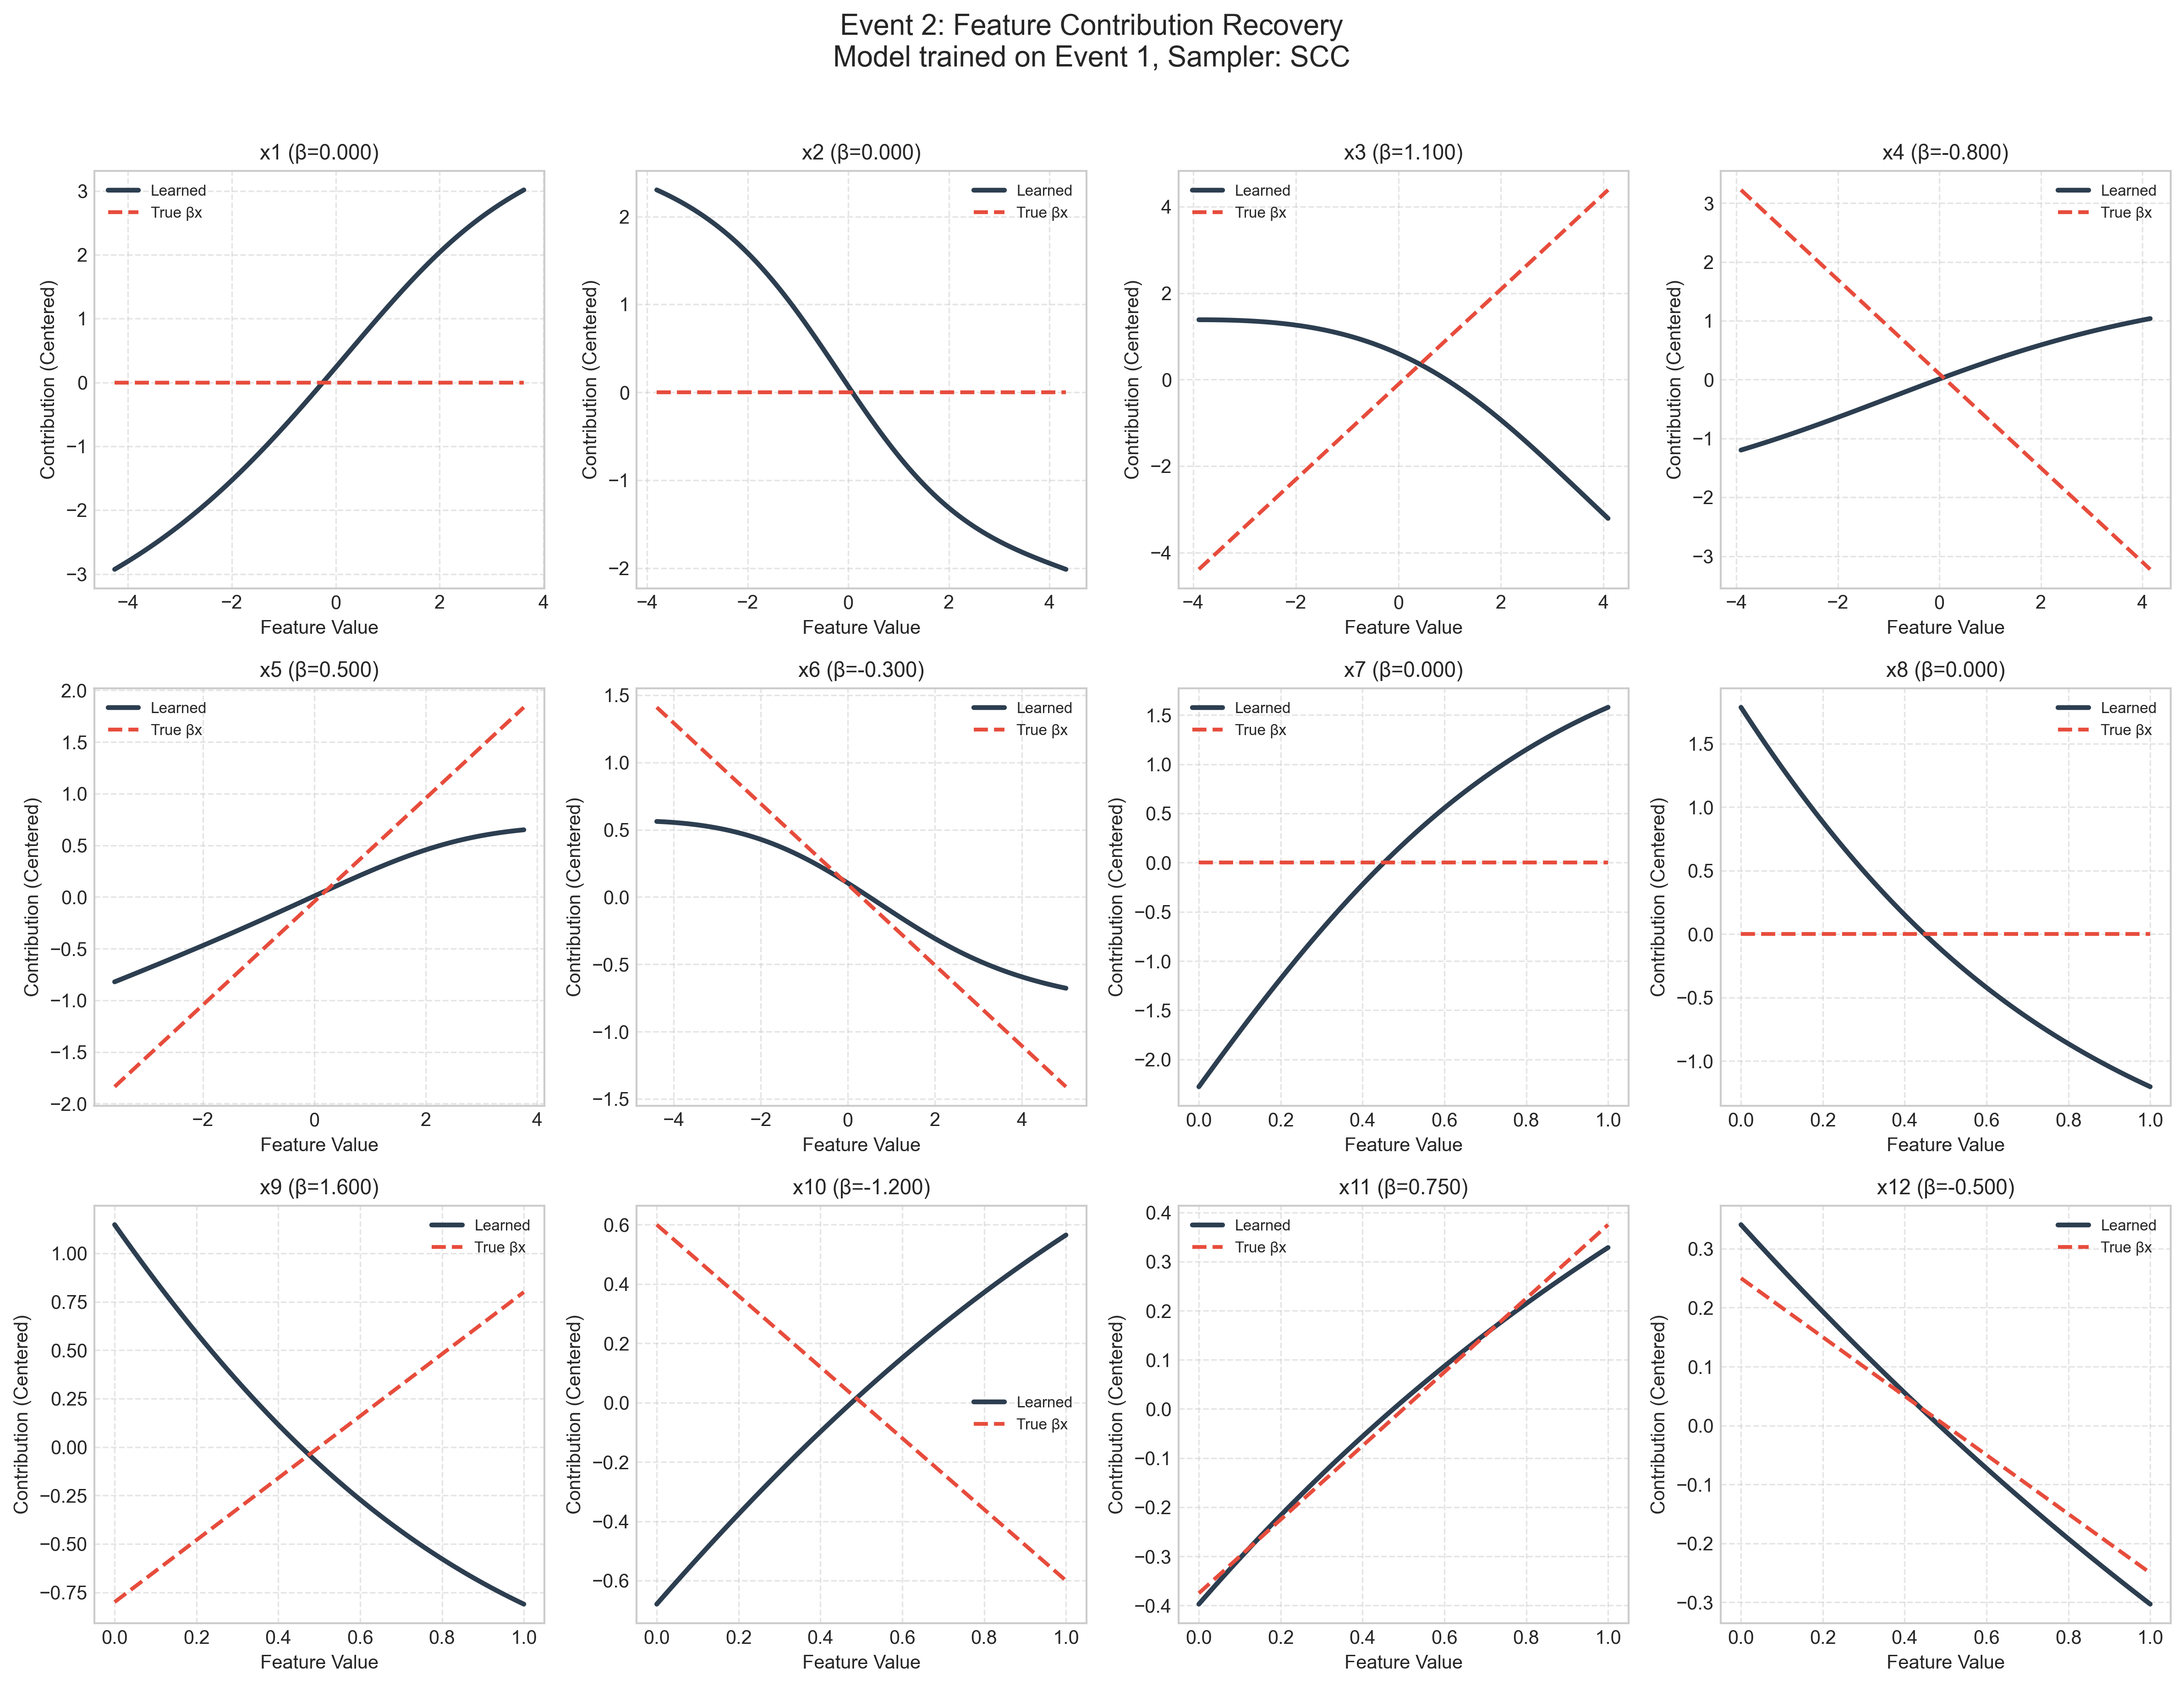 Event 2: Feature Contribution Recovery
Model trained on Event 1, Sampler: SCC
x1 (β=0.000)
Learned
True βx
3
2
1
0
−1
−2
−3
Contribution (Centered)
−4 −2 0 2 4
Feature Value
x2 (β=0.000)
Learned
True βx
2
1
0
−1
−2
Contribution (Centered)
−4 −2 0 2 4
Feature Value
x3 (β=1.100)
Learned
True βx
4
2
0
−2
−4
Contribution (Centered)
−4 −2 0 2 4
Feature Value
x4 (β=-0.800)
Learned
True βx
3
2
1
0
−1
−2
−3
Contribution (Centered)
−4 −2 0 2 4
Feature Value
x5 (β=0.500)
Learned
True βx
2.0
1.5
1.0
0.5
0.0
−0.5
−1.0
−1.5
−2.0
Contribution (Centered)
−2 0 2 4
Feature Value
x6 (β=-0.300)
Learned
True βx
1.5
1.0
0.5
0.0
−0.5
−1.0
−1.5
Contribution (Centered)
−4 −2 0 2 4
Feature Value
x7 (β=0.000)
Learned
True βx
1.5
1.0
0.5
0.0
−0.5
−1.0
−1.5
−2.0
Contribution (Centered)
0.0 0.2 0.4 0.6 0.8 1.0
Feature Value
x8 (β=0.000)
Learned
True βx
1.5
1.0
0.5
0.0
−0.5
−1.0
Contribution (Centered)
0.0 0.2 0.4 0.6 0.8 1.0
Feature Value
x9 (β=1.600)
Learned
True βx
1.00
0.75
0.50
0.25
0.00
−0.25
−0.50
−0.75
Contribution (Centered)
0.0 0.2 0.4 0.6 0.8 1.0
Feature Value
x10 (β=-1.200)
Learned
True βx
0.6
0.4
0.2
0.0
−0.2
−0.4
−0.6
Contribution (Centered)
0.0 0.2 0.4 0.6 0.8 1.0
Feature Value
x11 (β=0.750)
Learned
True βx
0.4
0.3
0.2
0.1
0.0
−0.1
−0.2
−0.3
−0.4
Contribution (Centered)
0.0 0.2 0.4 0.6 0.8 1.0
Feature Value
x12 (β=-0.500)
Learned
True βx
0.3
0.2
0.1
0.0
−0.1
−0.2
−0.3
Contribution (Centered)
0.0 0.2 0.4 0.6 0.8 1.0
Feature Value